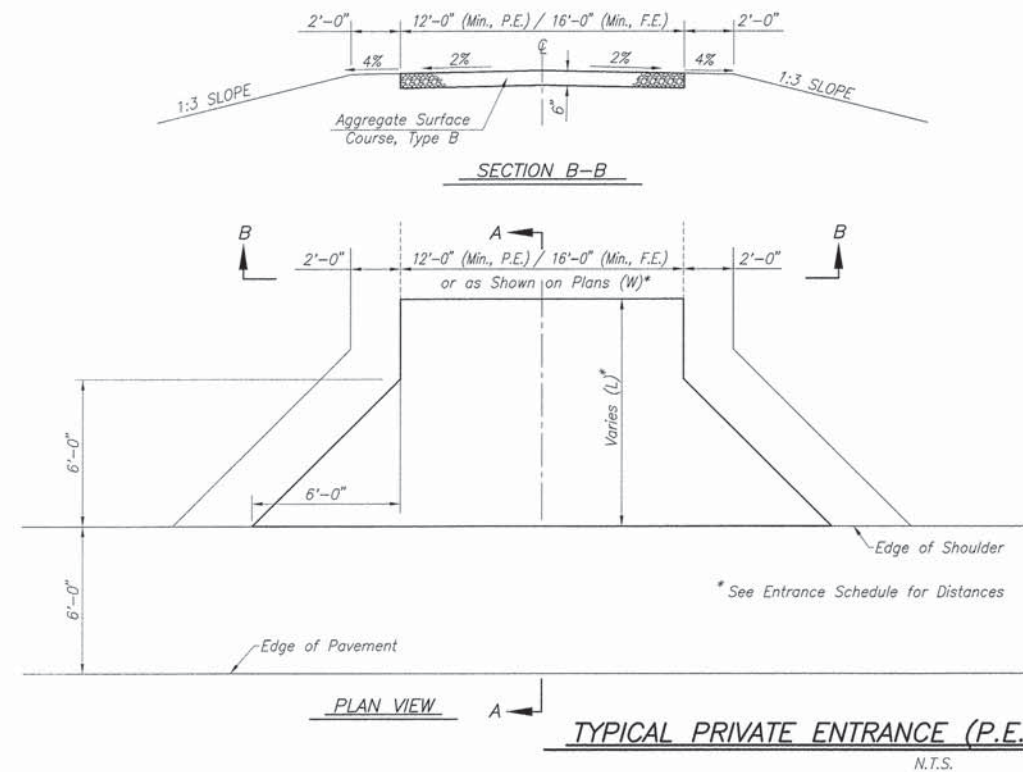 2'-0"
12'-0" (Min., P.E.) / 16'-0" (Min., F.E.)
2'-0"
℄
4%
2%
2%
4%
1:3 SLOPE
1:3 SLOPE
6"
Aggregate Surface
Course, Type B
SECTION B-B
B
A
B
2'-0"
12'-0" (Min., P.E.) / 16'-0" (Min., F.E.)
2'-0"
or as Shown on Plans (W)*
Varies (L)*
6'-0"
6'-0"
Edge of Shoulder
* See Entrance Schedule for Distances
6'-0"
Edge of Pavement
PLAN VIEW
A
TYPICAL PRIVATE ENTRANCE (P.E.
N.T.S.